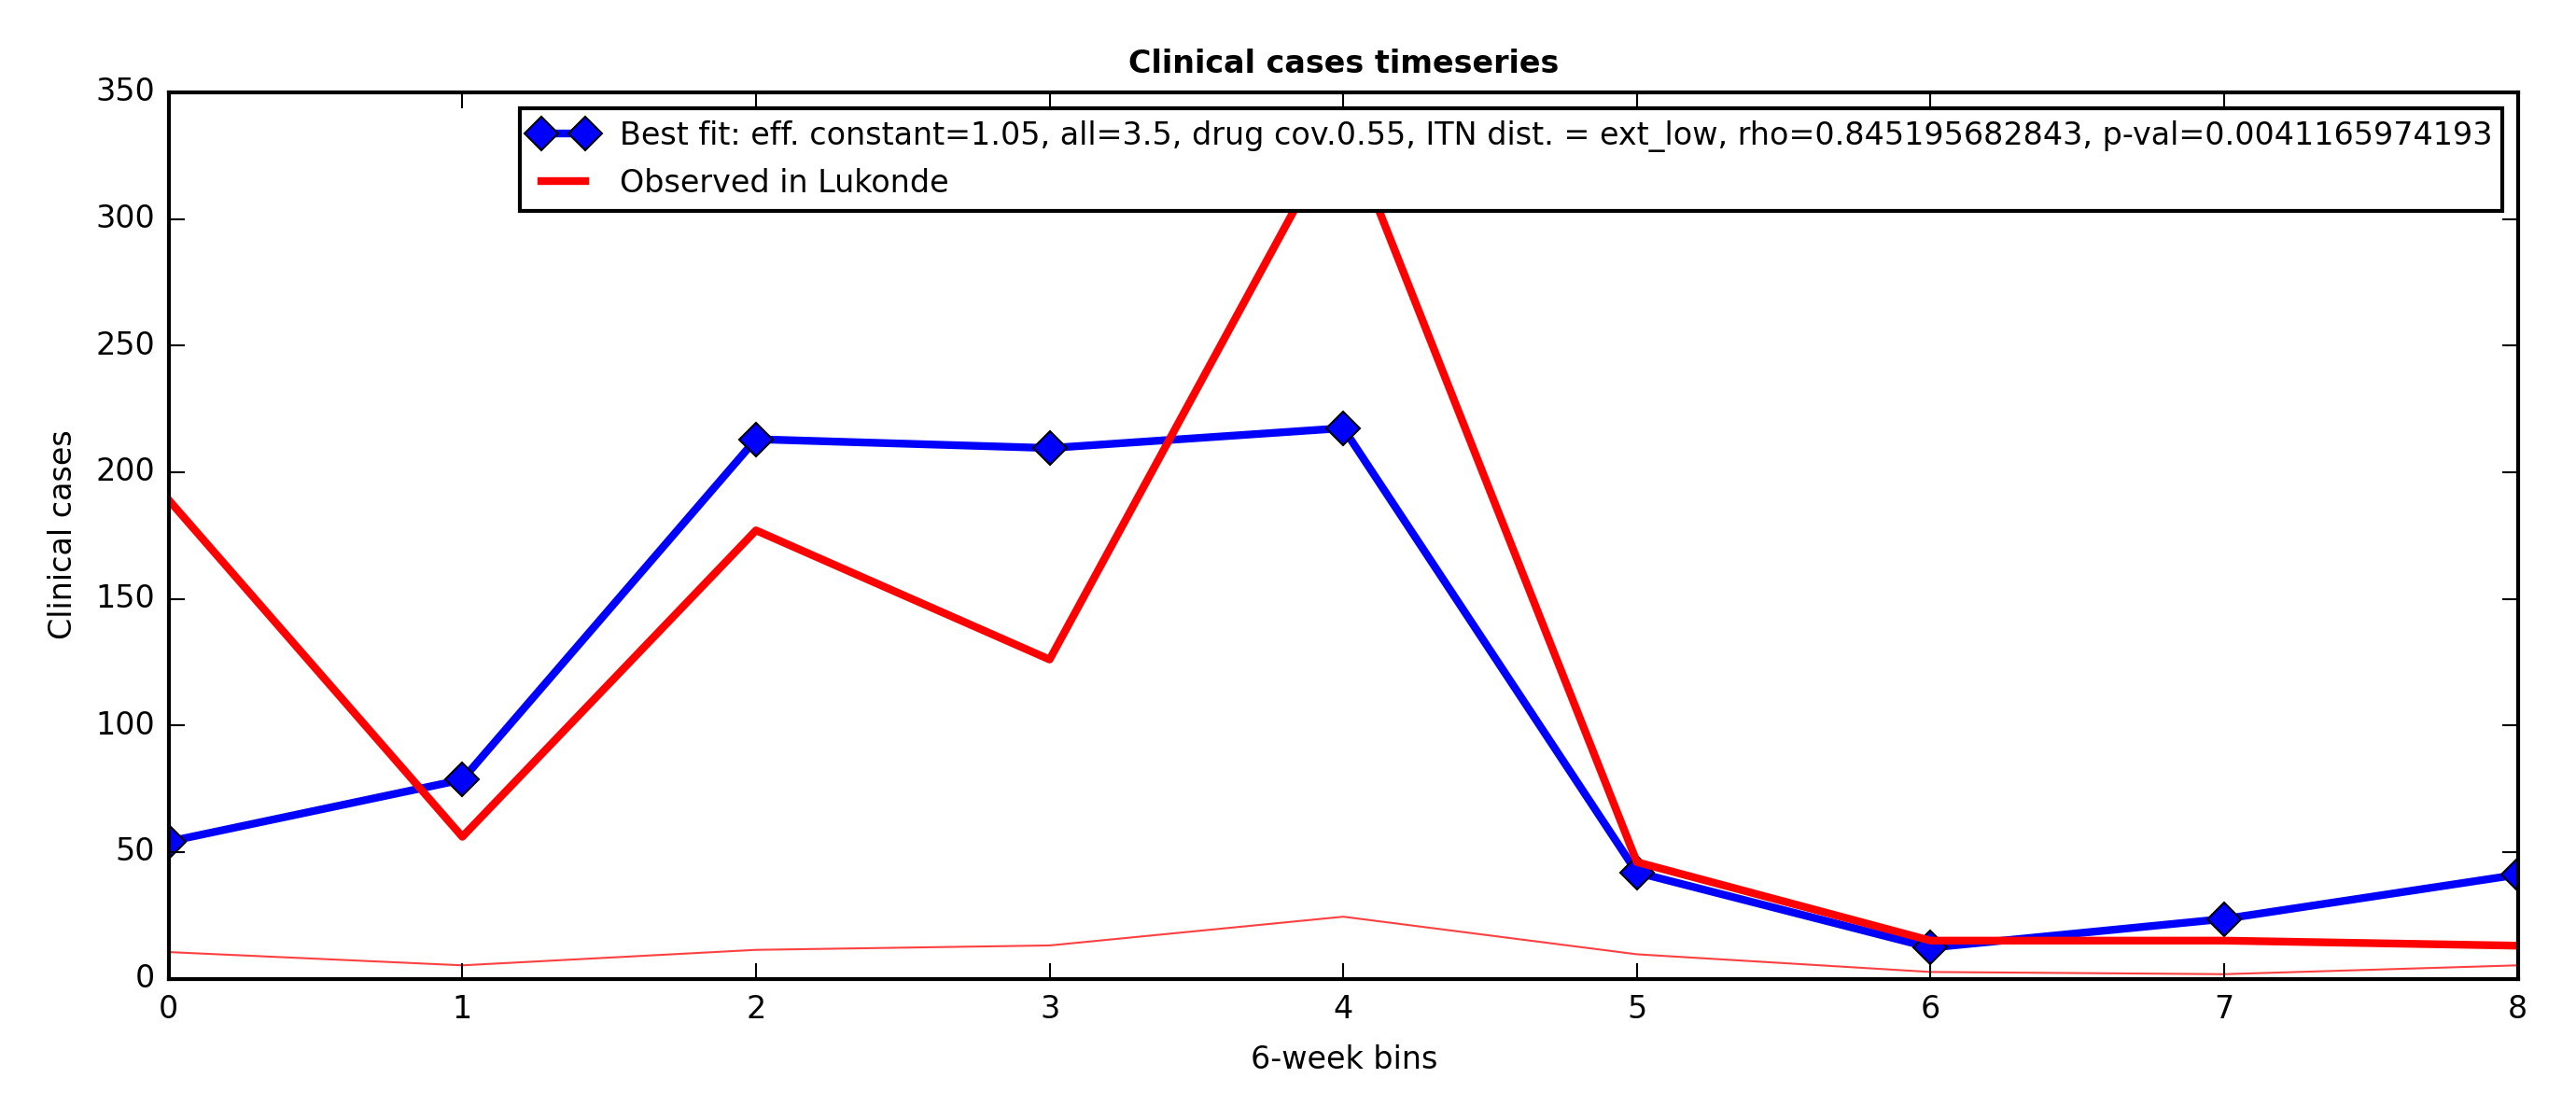 Clinical cases timeseries
350
300
250
200
150
100
50
0
Clinical cases
Best fit: eff. constant=1.05, all=3.5, drug cov.0.55, ITN dist. = ext_low, rho=0.845195682843, p-val=0.0041165974193
Observed in Lukonde
0 1 2 3 4 5 6 7 8
6-week bins